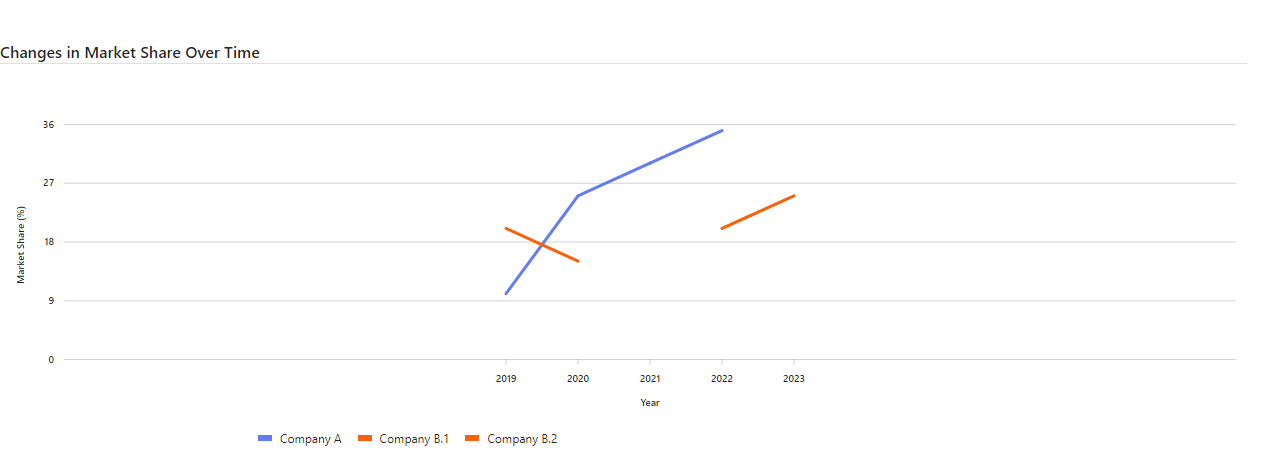 Changes in Market Share Over Time
36
27
18
9
0
Market Share (%)
2019 2020 2021 2022 2023
Year
Company A Company B.1 Company B.2